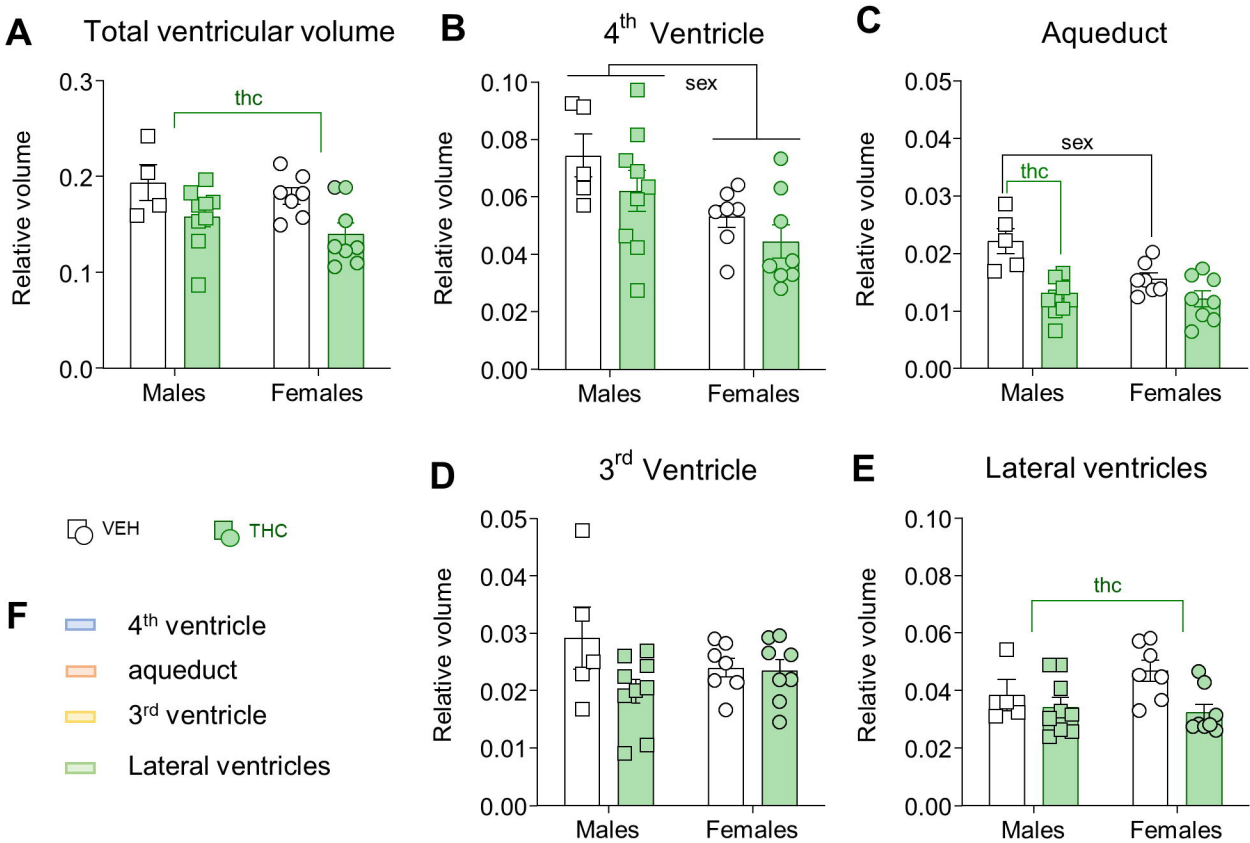 A Total ventricular volume
Relative volume
0.3
0.2
0.1
0.0
thc
Males Females
B 4th Ventricle
Relative volume
0.10
0.08
0.06
0.04
0.02
0.00
sex
Males Females
C Aqueduct
Relative volume
0.05
0.04
0.03
0.02
0.01
0.00
sex
thc
Males Females
VEH THC
D 3rd Ventricle
Relative volume
0.05
0.04
0.03
0.02
0.01
0.00
Males Females
E Lateral ventricles
Relative volume
0.10
0.08
0.06
0.04
0.02
0.00
thc
Males Females
F
4th ventricle
aqueduct
3rd ventricle
Lateral ventricles